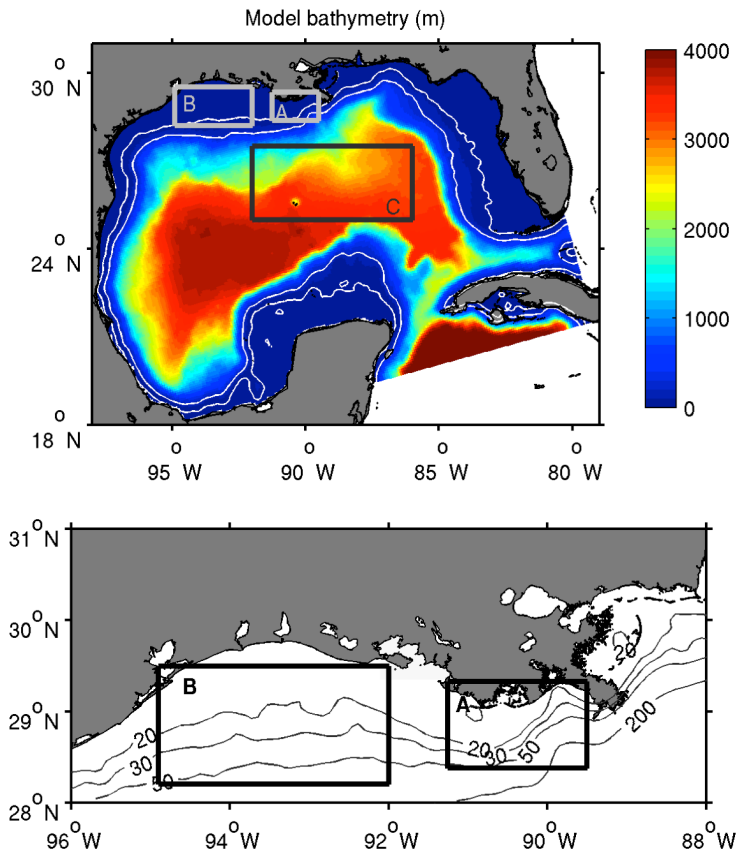 Model bathymetry (m)
30° N
24° N
18° N
95° W
90° W
85° W
80° W
B
A
C
4000
3000
2000
1000
0
31°N
30°N
29°N
28°N
96°W
94°W
92°W
90°W
88°W
B
A
20
30
50
20
30
50
200
20